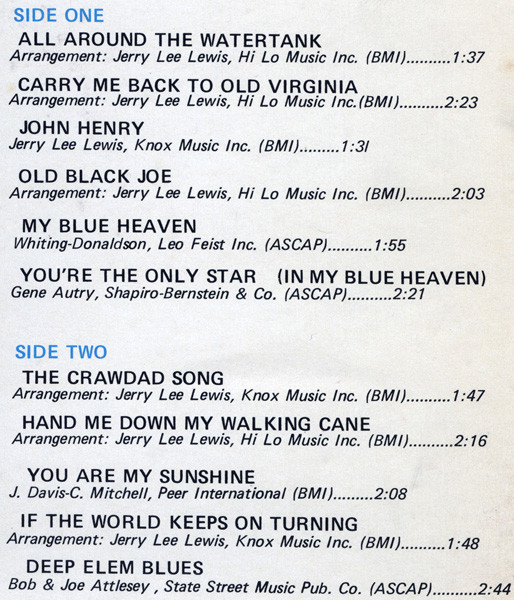 SIDE ONE
ALL AROUND THE WATERTANK
Arrangement: Jerry Lee Lewis, Hi Lo Music Inc. (BMI)..........1:37
CARRY ME BACK TO OLD VIRGINIA
Arrangement: Jerry Lee Lewis, Hi Lo Music Inc.(BMI)..........2:23
JOHN HENRY
Jerry Lee Lewis, Knox Music Inc. (BMI).........1:3l
OLD BLACK JOE
Arrangement: Jerry Lee Lewis, Hi Lo Music Inc. (BMI)..........2:03
MY BLUE HEAVEN
Whiting-Donaldson, Leo Feist Inc. (ASCAP)..........1:55
YOU'RE THE ONLY STAR (IN MY BLUE HEAVEN)
Gene Autry, Shapiro-Bernstein & Co. (ASCAP)..........2:21
SIDE TWO
THE CRAWDAD SONG
Arrangement: Jerry Lee Lewis, Knox Music Inc. (BMI)..........1:47
HAND ME DOWN MY WALKING CANE
Arrangement: Jerry Lee Lewis, Hi Lo Music Inc. (BMI)..........2:16
YOU ARE MY SUNSHINE
J. Davis-C. Mitchell, Peer International (BMI).........2:08
IF THE WORLD KEEPS ON TURNING
Arrangement: Jerry Lee Lewis, Knox Music Inc. (BMI)..........1:48
DEEP ELEM BLUES
Bob & Joe Attlesey , State Street Music Pub. Co. (ASCAP)..........2:44